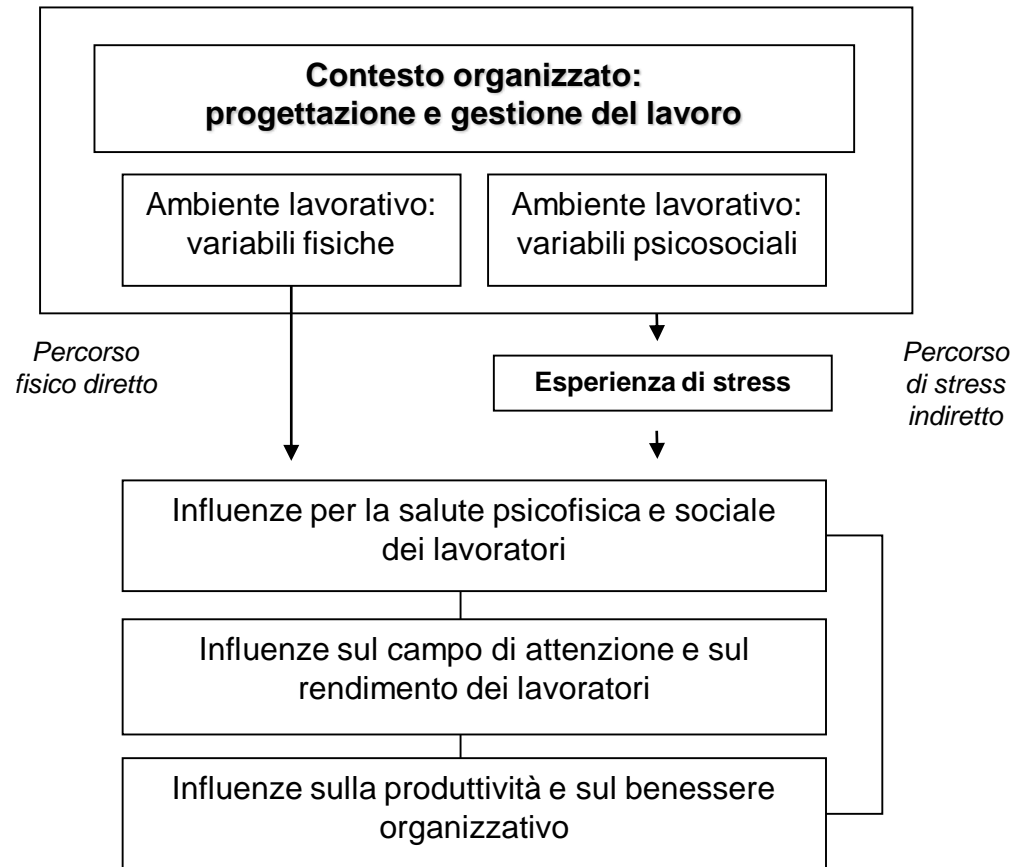 Contesto organizzato:
progettazione e gestione del lavoro
Ambiente lavorativo:
variabili fisiche
Ambiente lavorativo:
variabili psicosociali
Percorso
fisico diretto
Esperienza di stress
Percorso
di stress
indiretto
Influenze per la salute psicofisica e sociale
dei lavoratori
Influenze sul campo di attenzione e sul
rendimento dei lavoratori
Influenze sulla produttività e sul benessere
organizzativo